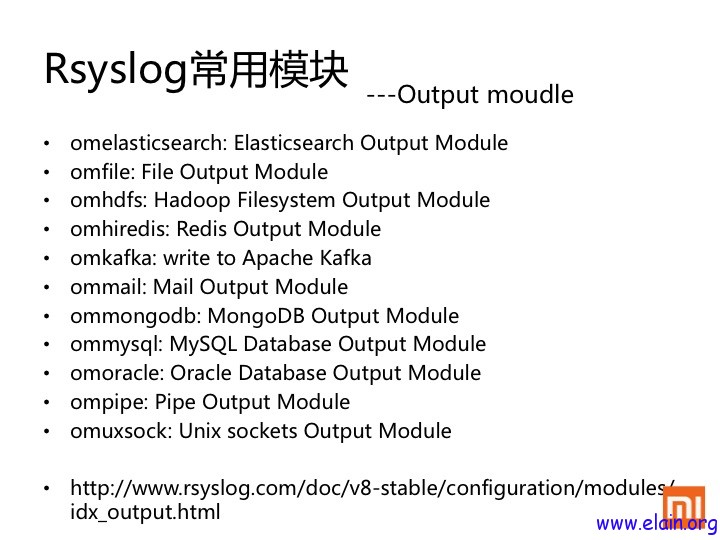 Rsyslog常用模块 ---Output moudle
• omelasticsearch: Elasticsearch Output Module
• omfile: File Output Module
• omhdfs: Hadoop Filesystem Output Module
• omhiredis: Redis Output Module
• omkafka: write to Apache Kafka
• ommail: Mail Output Module
• ommongodb: MongoDB Output Module
• ommysql: MySQL Database Output Module
• omoracle: Oracle Database Output Module
• ompipe: Pipe Output Module
• omuxsock: Unix sockets Output Module
• http://www.rsyslog.com/doc/v8-stable/configuration/modules/
idx_output.html
mi
www.elain.org